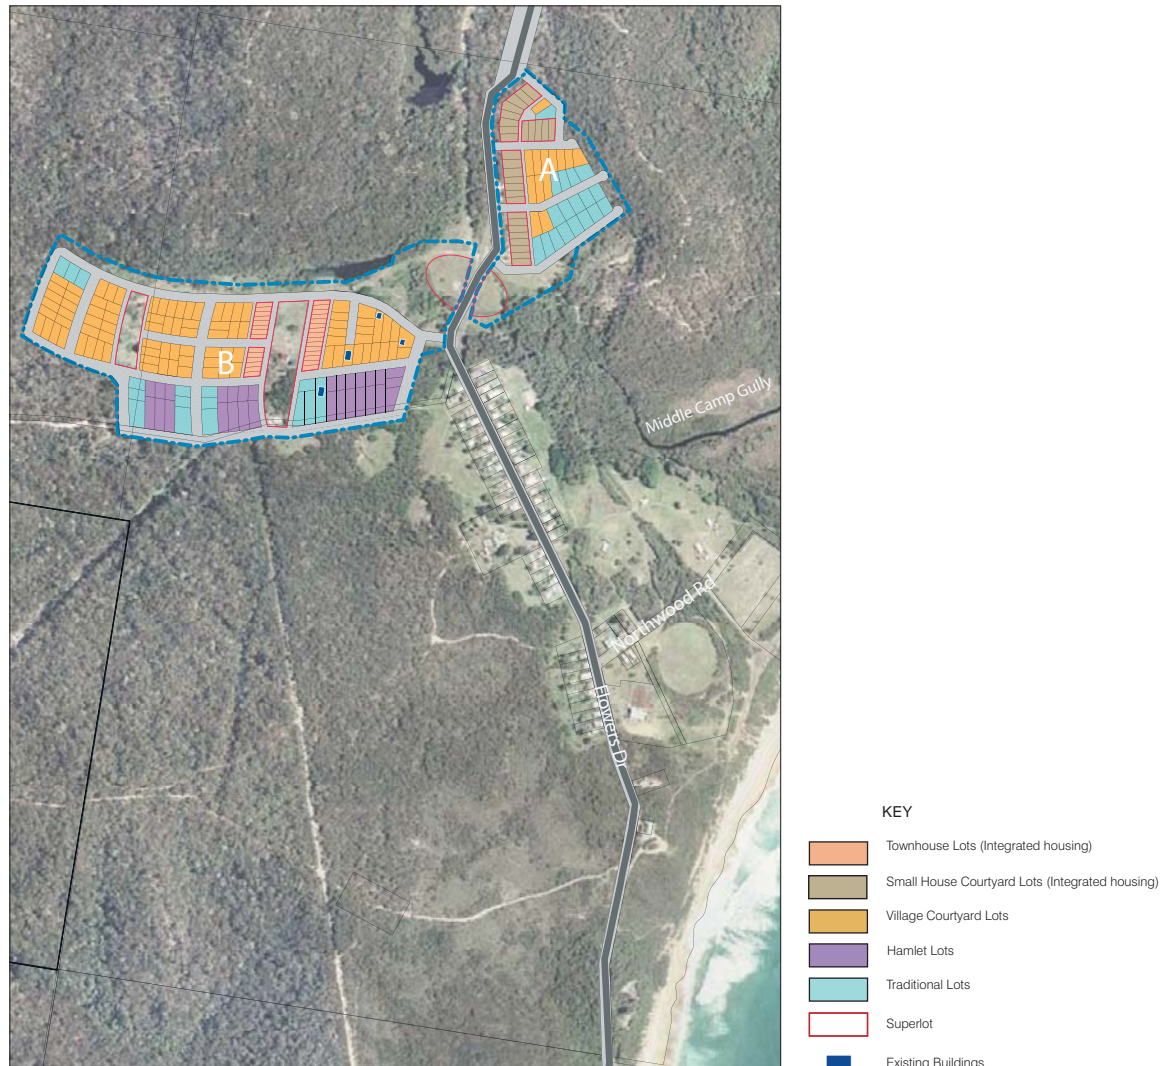 A
B
Middle Camp Gully
Northwood Rd
Flowers Dr
KEY
Townhouse Lots (Integrated housing)
Small House Courtyard Lots (Integrated housing)
Village Courtyard Lots
Hamlet Lots
Traditional Lots
Superlot
Existing Buildings